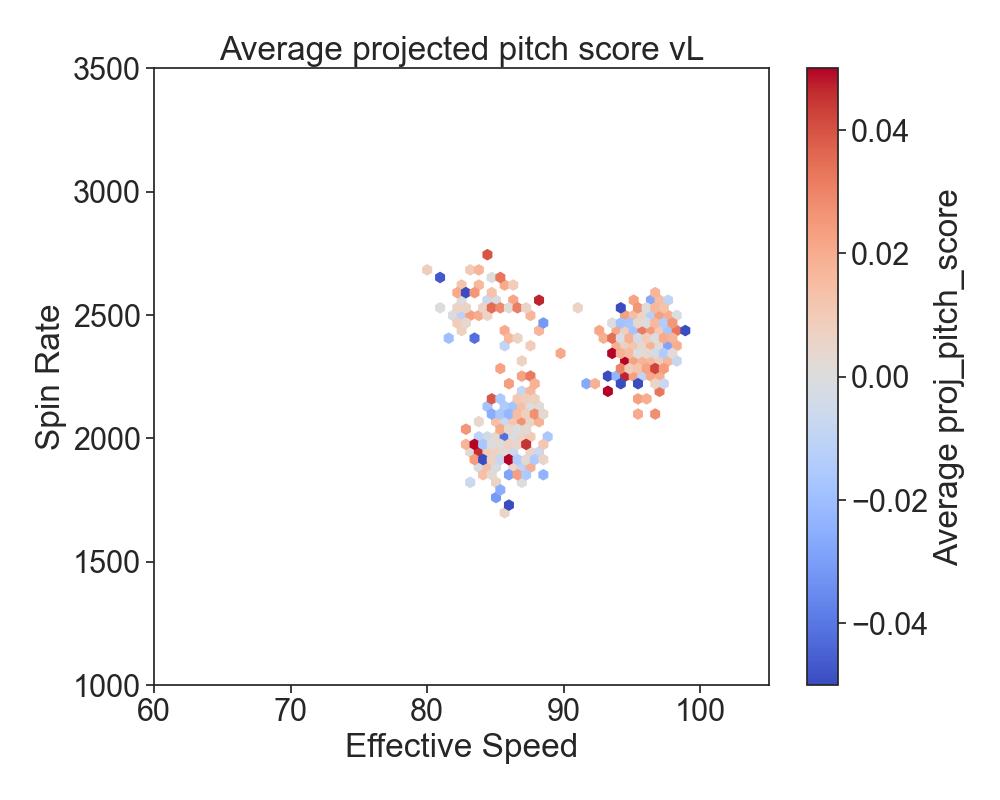 Average projected pitch score vL
3500
3000
2500
2000
1500
1000
Spin Rate
60 70 80 90 100
Effective Speed
0.04
0.02
0.00
−0.02
−0.04
Average proj_pitch_score